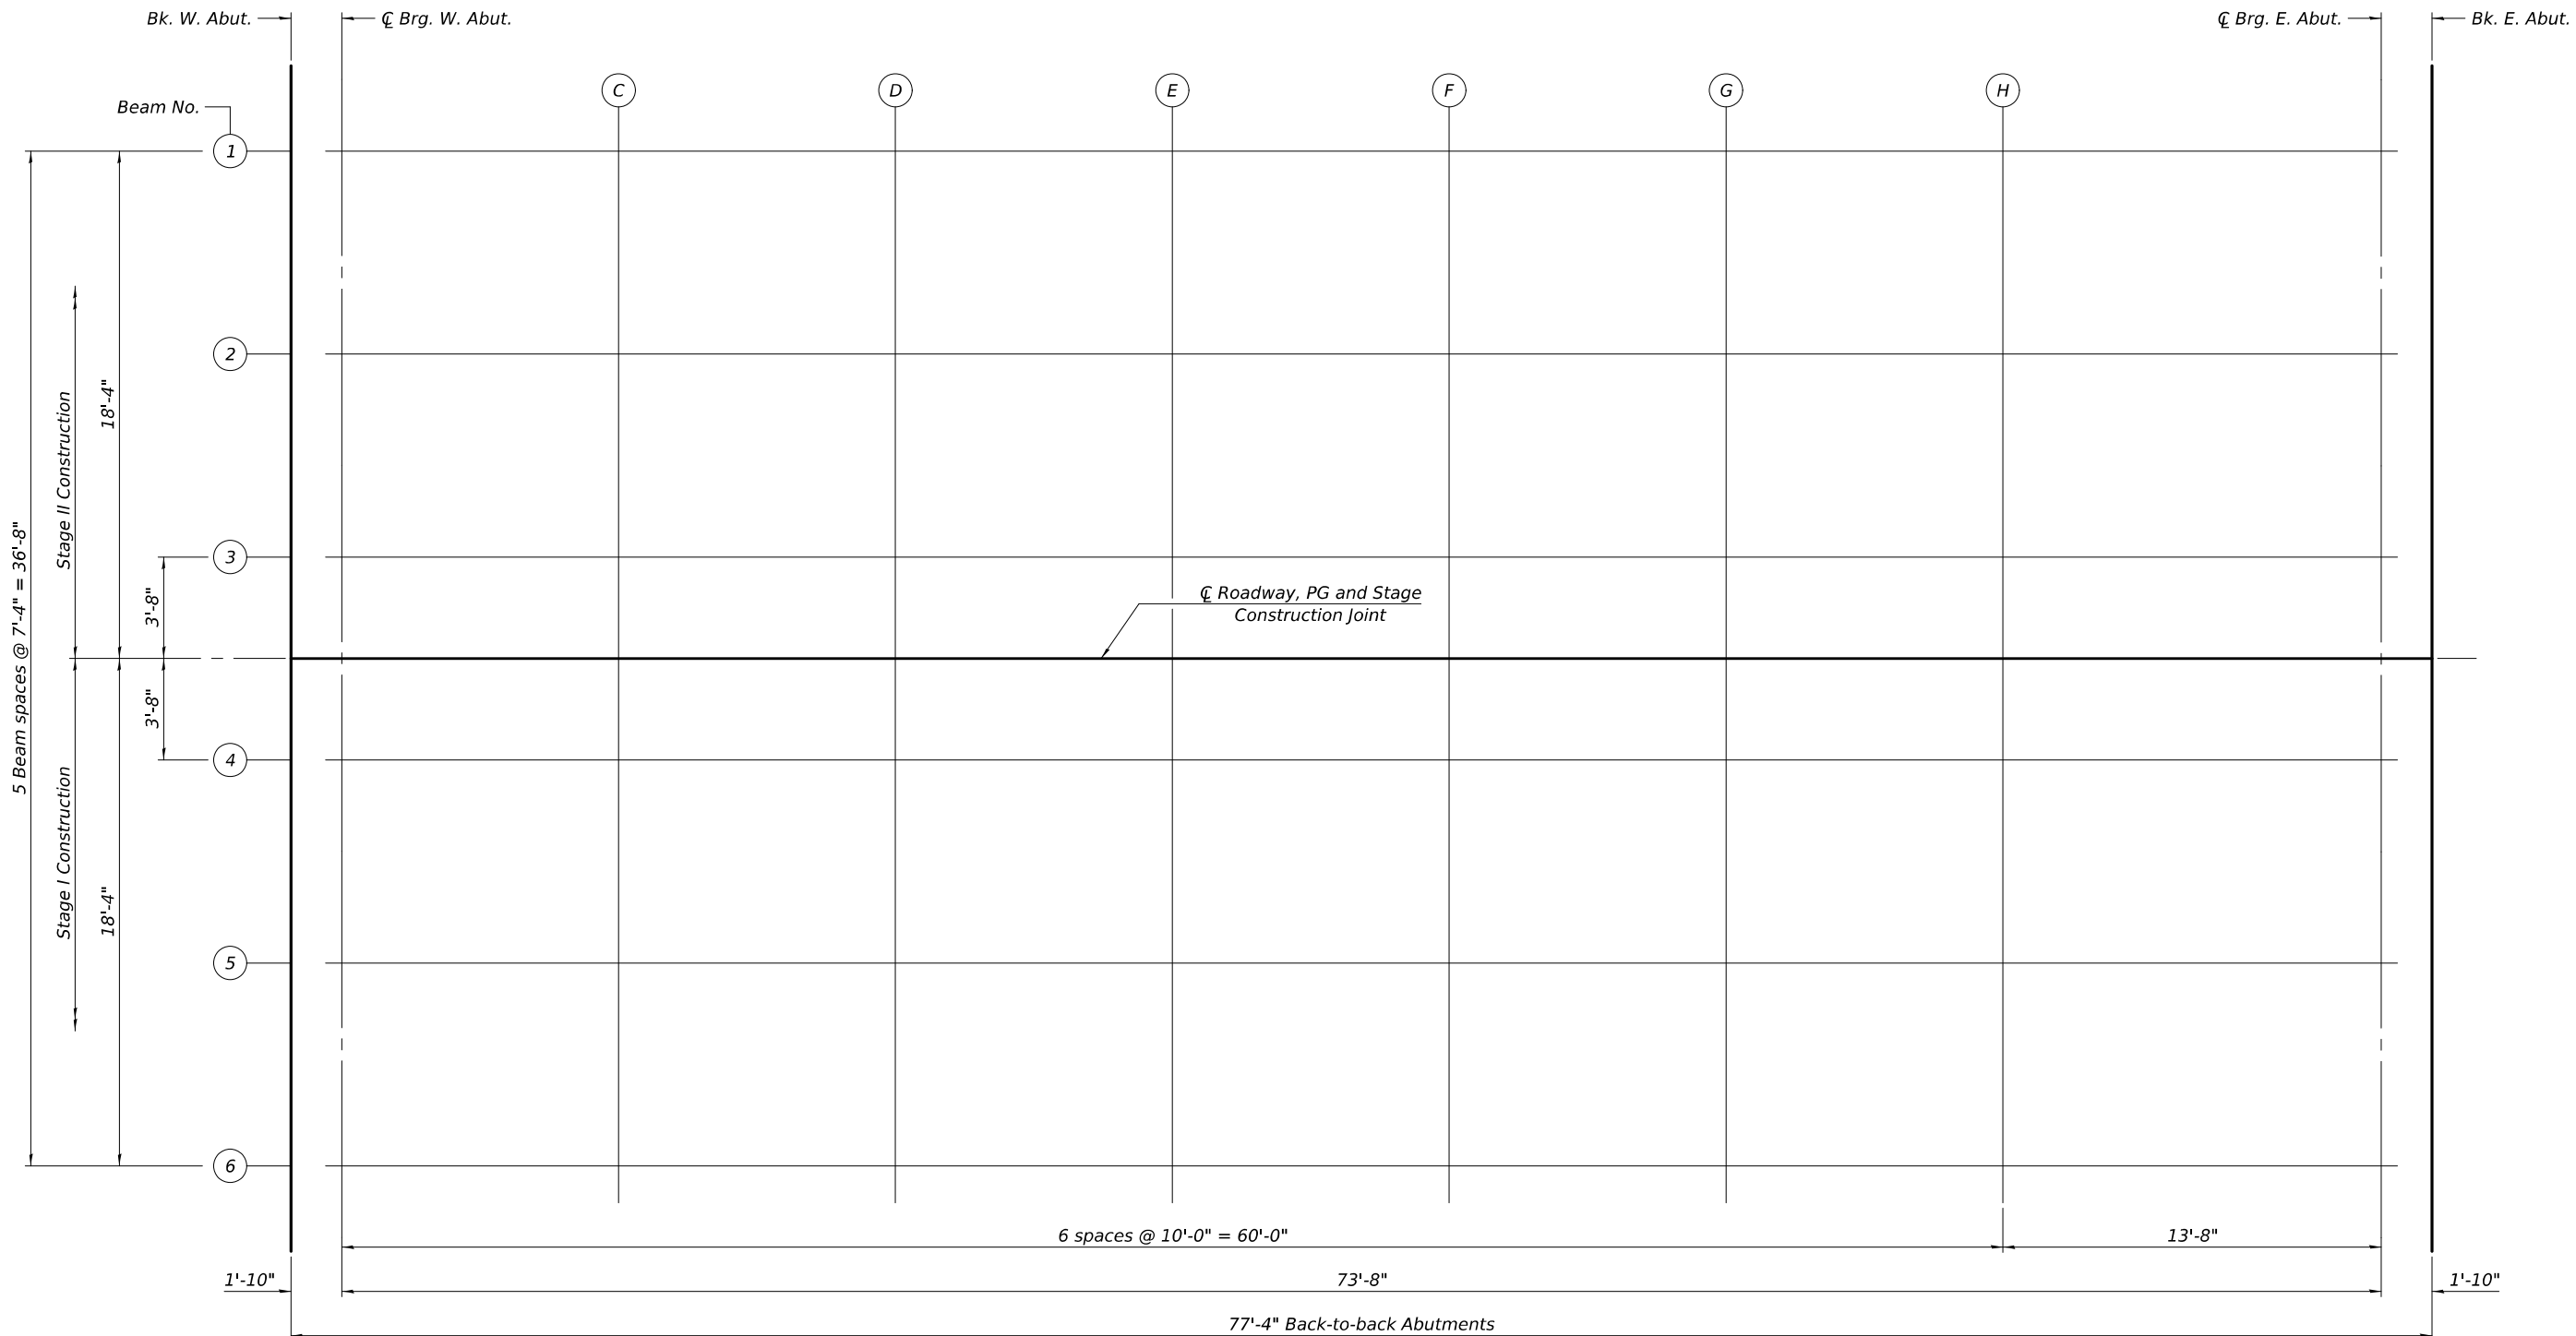 Bk. W. Abut.
℄ Brg. W. Abut.
℄ Brg. E. Abut.
Bk. E. Abut.
C
D
E
F
G
H
Beam No.
1
2
3
4
5
6
5 Beam spaces @ 7'-4" = 36'-8"
Stage II Construction
18'-4"
3'-8"
3'-8"
Stage I Construction
18'-4"
℄ Roadway, PG and Stage
Construction Joint
6 spaces @ 10'-0" = 60'-0"
13'-8"
1'-10"
73'-8"
1'-10"
77'-4" Back-to-back Abutments